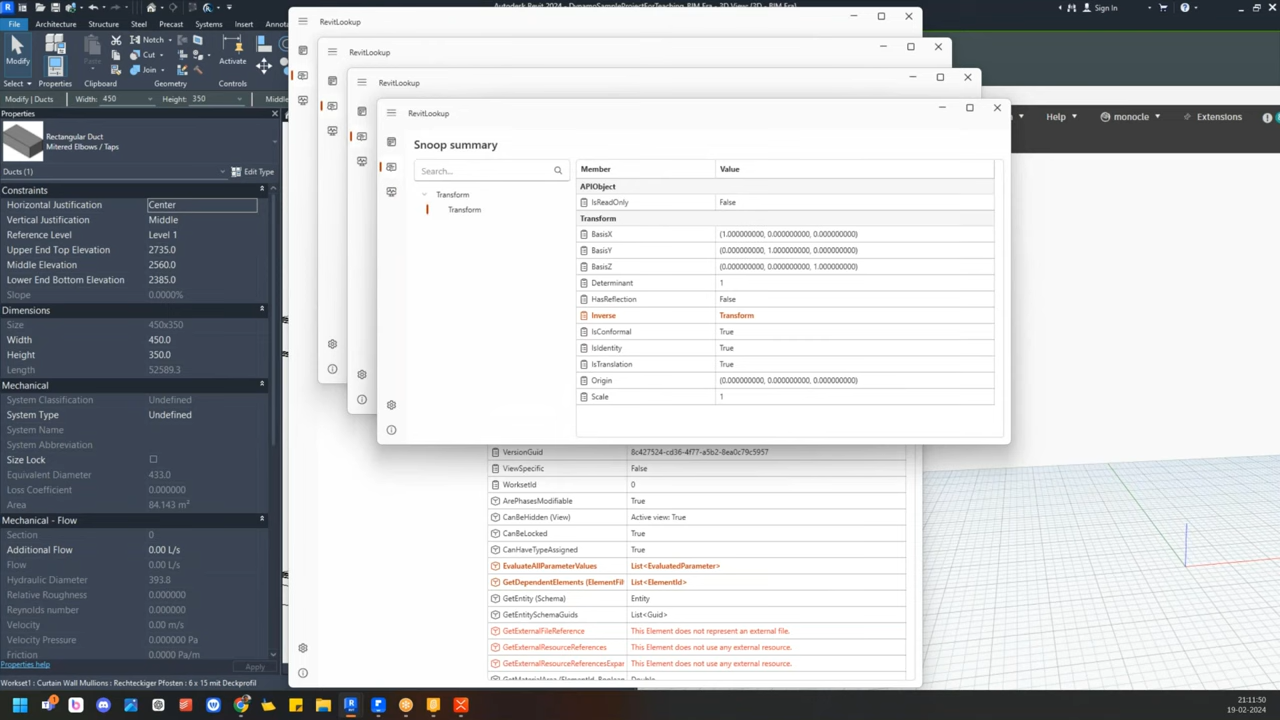 Autodesk Revit 2024 - DynamoSampleProjectForTeaching_BIM Era - 3D View
Sign In
File
Architecture
Structure
Steel
Precast
Systems
Modify
Select
Properties
Clipboard
Notch
Cut
Join
Geometry
Activate
Controls
Modify | Ducts
Width: 450
Height: 350
Middle
Properties
Rectangular Duct
Mitered Elbows / Taps
Ducts (1)
Edit Type
Constraints
Horizontal Justification Center
Vertical Justification Middle
Reference Level Level 1
Upper End Top Elevation 2735.0
Middle Elevation 2560.0
Lower End Bottom Elevation 2385.0
Slope 0.0000%
Dimensions
Size 450x350
Width 450.0
Height 350.0
Length 52589.3
Mechanical
System Classification Undefined
System Type Undefined
System Name
System Abbreviation
Size Lock
Equivalent Diameter 433.0
Loss Coefficient 0.000000
Area 84.143 m²
Mechanical - Flow
Section 0
Additional Flow 0.00 L/s
Flow 0.00 L/s
Hydraulic Diameter 393.8
Relative Roughness 0.000000
Reynolds number 0.000000
Velocity 0.00 m/s
Velocity Pressure 0.0000 Pa
Friction 0.0000 Pa/m
Properties help
Apply
Workset1 : Curtain Wall Mullions : Rechteckiger Pfosten : 6 x 15 mit Deckprofil
RevitLookup
RevitLookup
RevitLookup
RevitLookup
Help
monocle
Extensions
Snoop summary
Search...
Transform
Transform
Member Value
APIObject
IsReadOnly False
Transform
BasisX (1.000000000, 0.000000000, 0.000000000)
BasisY (0.000000000, 1.000000000, 0.000000000)
BasisZ (0.000000000, 0.000000000, 1.000000000)
Determinant 1
HasReflection False
Inverse Transform
IsConformal True
IsIdentity True
IsTranslation True
Origin (0.000000000, 0.000000000, 0.000000000)
Scale 1
VersionGuid 8c427524-cd36-4f77-a5b2-8ea0c79c5957
ViewSpecific False
WorksetId 0
ArePhasesModifiable True
CanBeHidden (View) Active view: True
CanBeLocked True
CanHaveTypeAssigned True
EvaluateAllParameterValues List<EvaluatedParameter>
GetDependentElements (ElementFil List<ElementId>
GetEntity (Schema) Entity
GetEntitySchemaGuids List<Guid>
GetExternalFileReference This Element does not represent an external file.
GetExternalResourceReferences This Element does not use any external resource.
GetExternalResourceReferencesExpar This Element does not use any external resource.
GetMaterialArea (ElementId, Boolean Double
21:11:50
19-02-2024